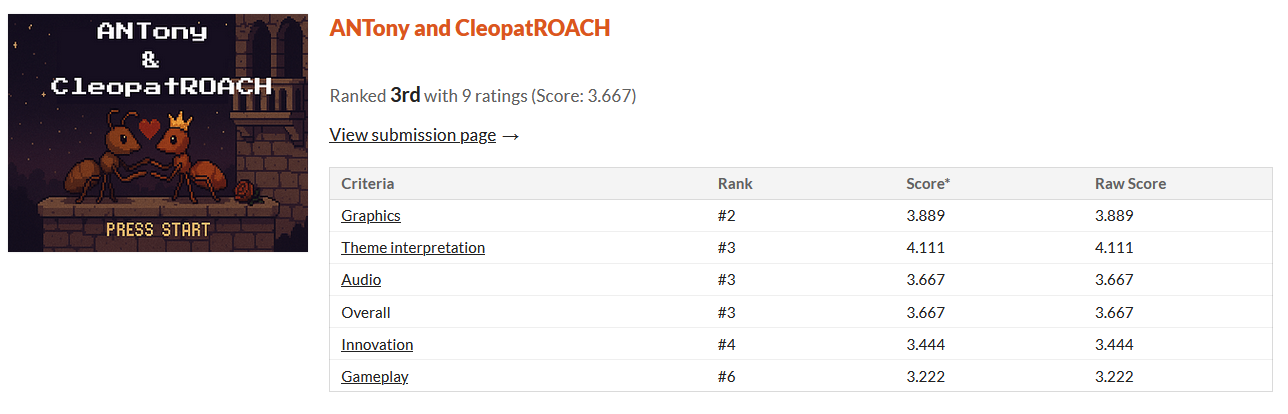 ANTony
&
CleopatROACH
PRESS START
ANTony and CleopatROACH
Ranked 3rd with 9 ratings (Score: 3.667)
View submission page →
Criteria Rank Score* Raw Score
Graphics #2 3.889 3.889
Theme interpretation #3 4.111 4.111
Audio #3 3.667 3.667
Overall #3 3.667 3.667
Innovation #4 3.444 3.444
Gameplay #6 3.222 3.222